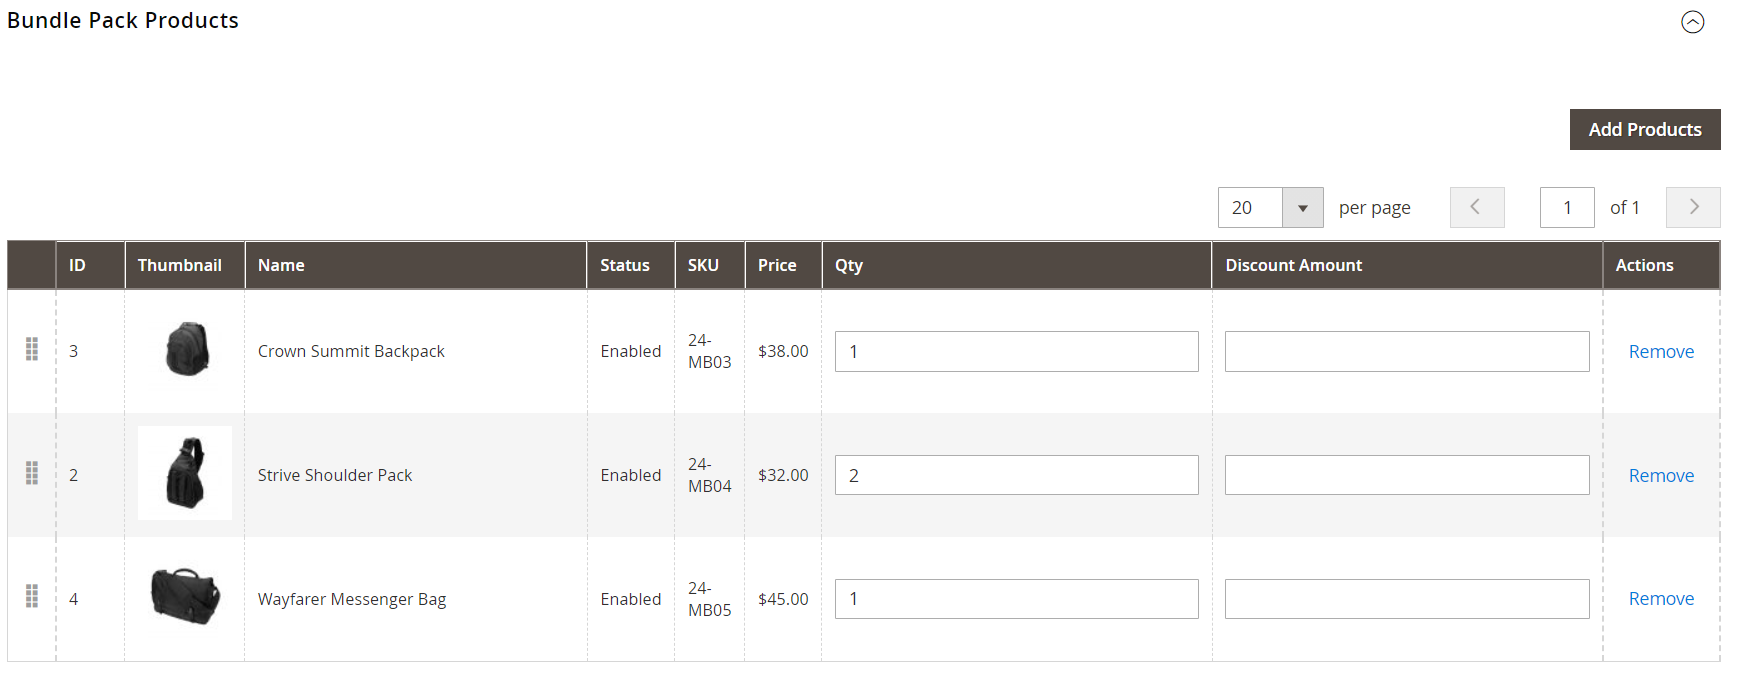 Bundle Pack Products
Add Products
20 per page 1 of 1
ID Thumbnail Name Status SKU Price Qty Discount Amount Actions
3 Crown Summit Backpack Enabled 24-
MB03 $38.00 1 Remove
2 Strive Shoulder Pack Enabled 24-
MB04 $32.00 2 Remove
4 Wayfarer Messenger Bag Enabled 24-
MB05 $45.00 1 Remove